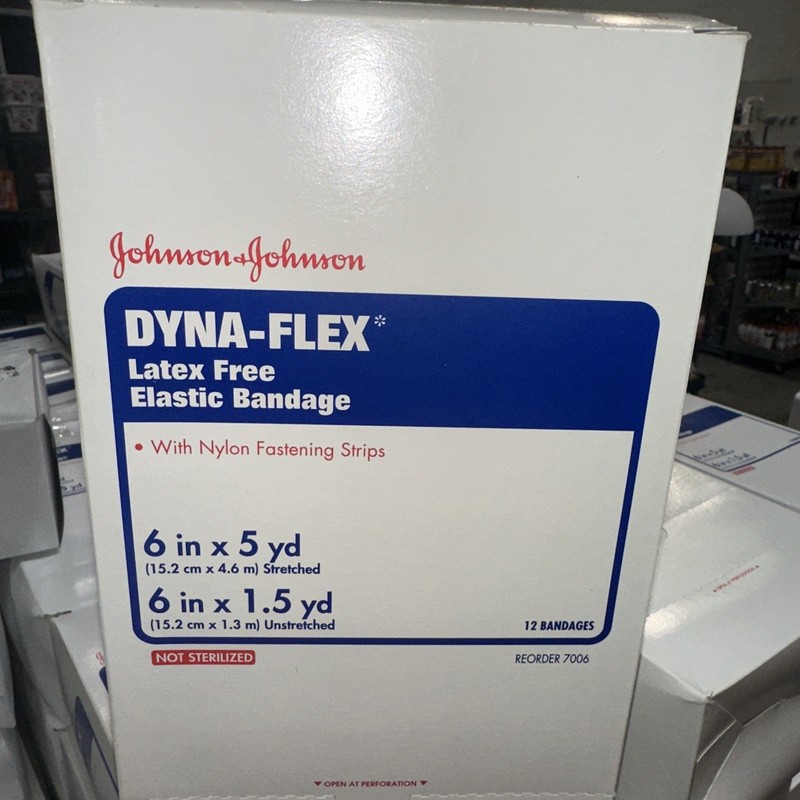 Johnson & Johnson
DYNA-FLEX*
Latex Free
Elastic Bandage
• With Nylon Fastening Strips
6 in x 5 yd
(15.2 cm x 4.6 m) Stretched
6 in x 1.5 yd
(15.2 cm x 1.3 m) Unstretched
12 BANDAGES
NOT STERILIZED
REORDER 7006
▼ OPEN AT PERFORATION ▼